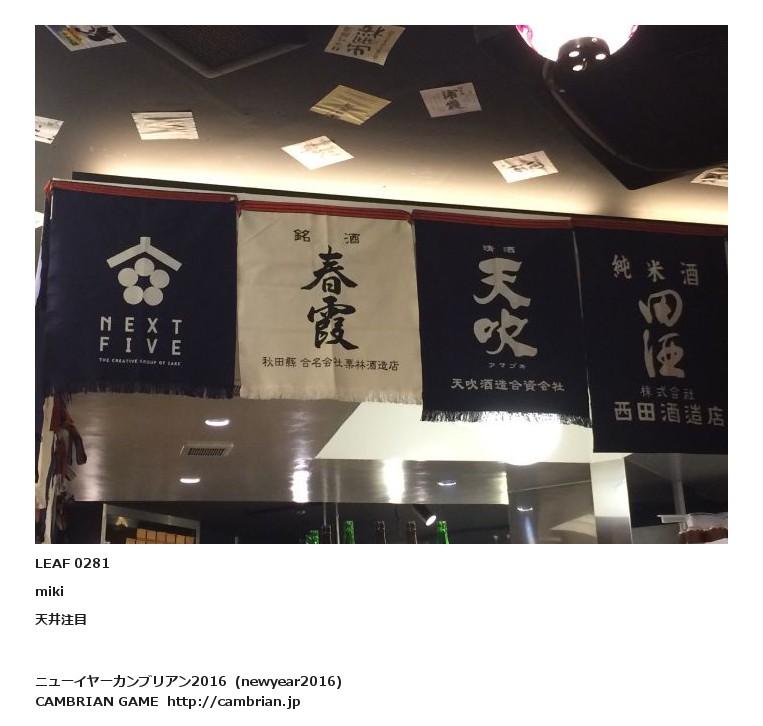 NEXT
FIVE
THE CREATIVE GROUP OF SAKE
銘酒
春霞
秋田縣 合名会社栗林酒造店
清酒
天吹
アマブキ
天吹酒造合資会社
純米酒
田酒
株式会社
西田酒造店
LEAF 0281
miki
天井注目
ニューイヤーカンブリアン2016 (newyear2016)
CAMBRIAN GAME http://cambrian.jp